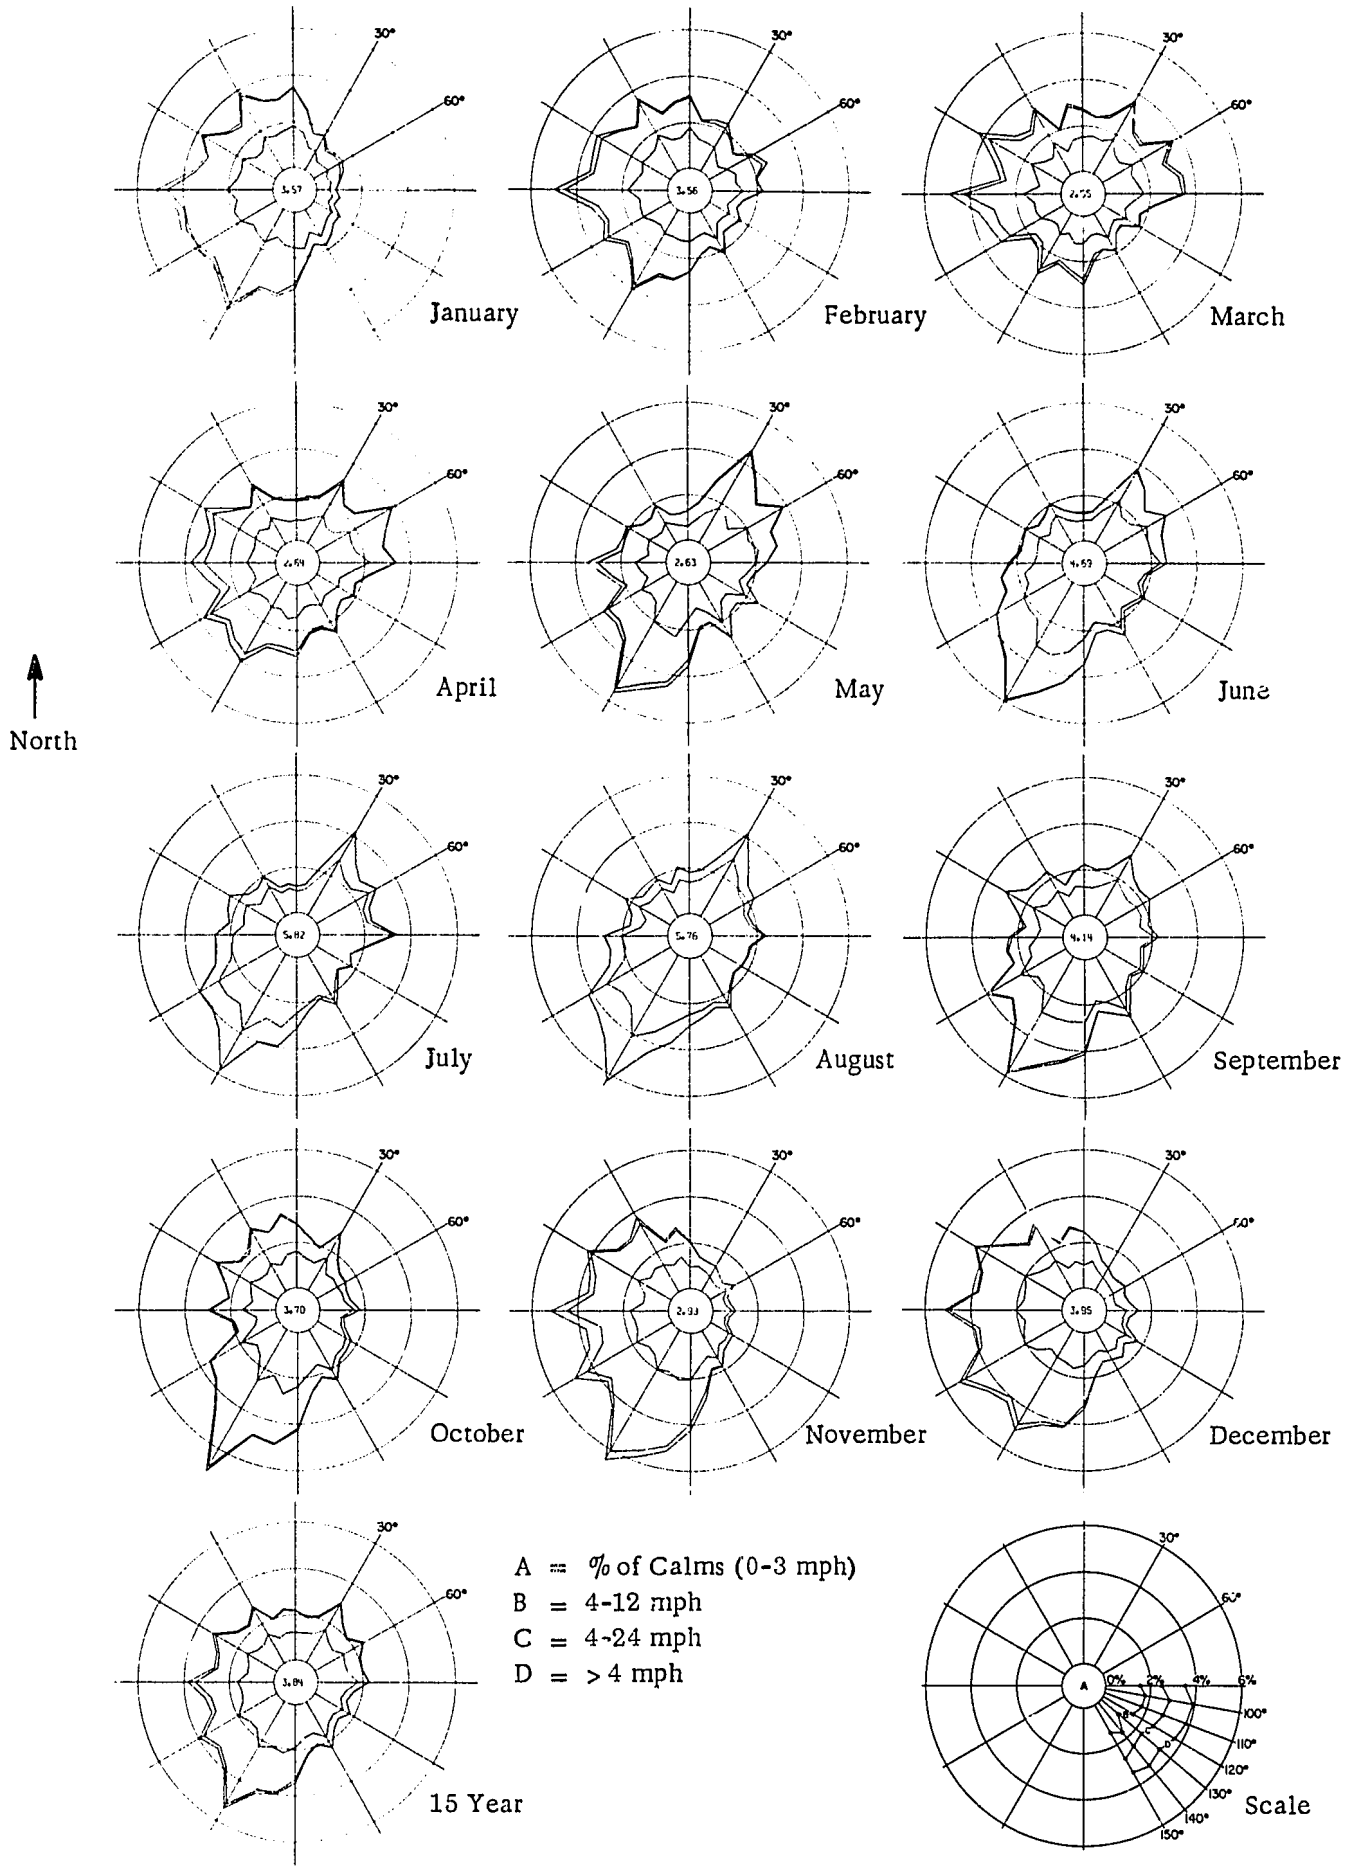 30° 30° 30°
60° 60° 60°
3.57 3.56
January February March
30° 30° 30°
60° 60° 60°
2.64 2.63 4.69
April May June
North
30° 30° 30°
60° 60° 60°
5.82 5.76 4.14
July August September
30° 30° 30°
60° 60° 60°
3.70 2.93 3.95
October November December
30° 30°
60° 60°
3.84
A = % of Calms (0-3 mph)
B = 4-12 mph
C = 4-24 mph
D = > 4 mph
A 0% 2% 4% 6%
B C D
100°
110°
120°
130°
140°
150°
15 Year Scale